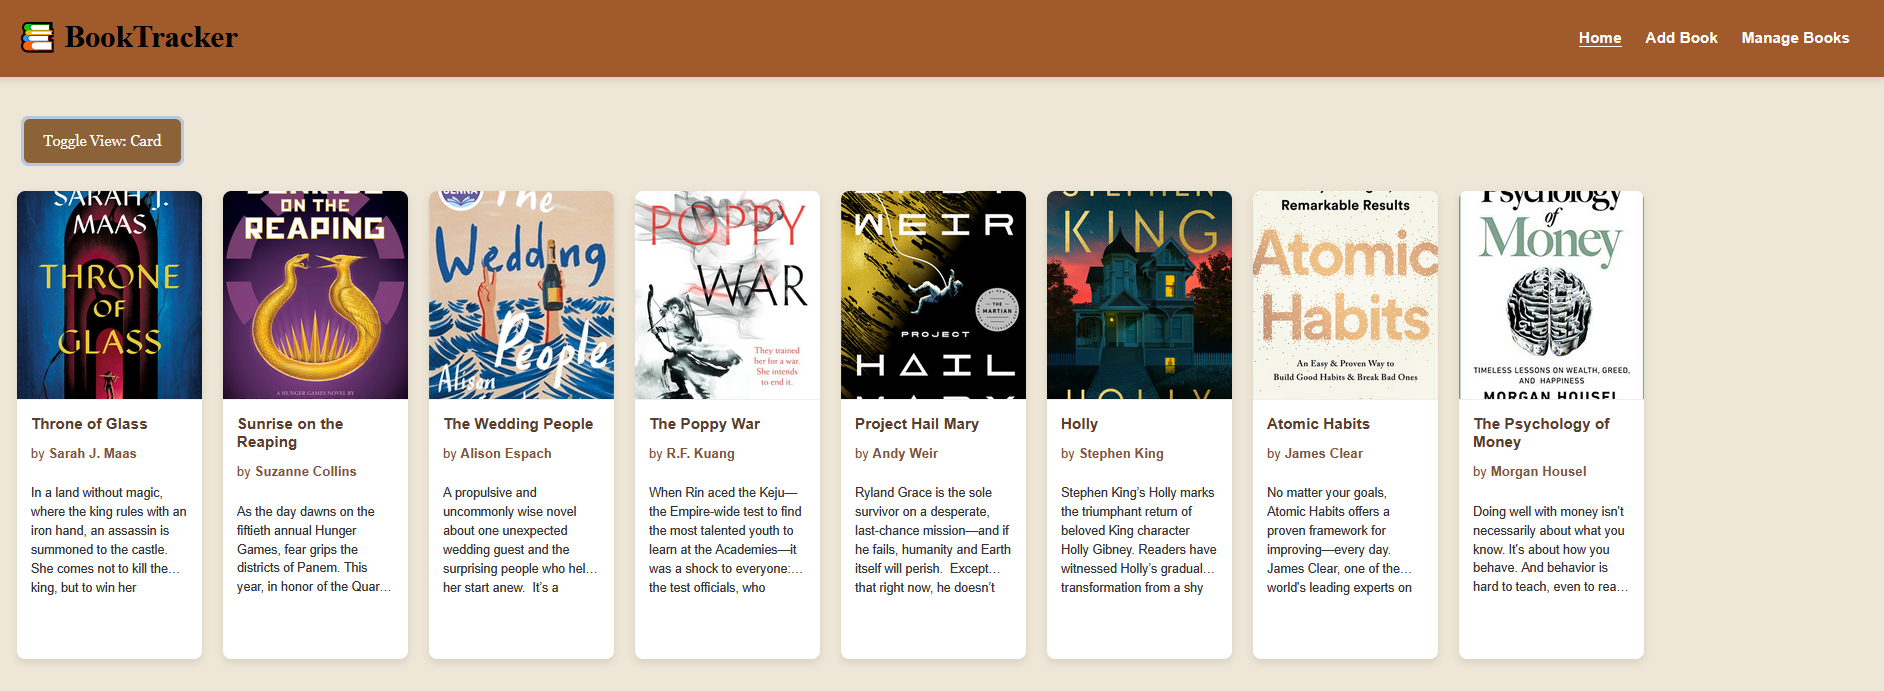 BookTracker
Home Add Book Manage Books
Toggle View: Card
SARAH J.
MAAS
THRONE
OF
GLASS
Throne of Glass
by Sarah J. Maas
In a land without magic,
where the king rules with an
iron hand, an assassin is
summoned to the castle.
She comes not to kill the…
king, but to win her
ON THE
REAPING
A HUNGER GAMES NOVEL BY
Sunrise on the
Reaping
by Suzanne Collins
As the day dawns on the
fiftieth annual Hunger
Games, fear grips the
districts of Panem. This
year, in honor of the Quar…
The
Wedding
People
Alison
The Wedding People
by Alison Espach
A propulsive and
uncommonly wise novel
about one unexpected
wedding guest and the
surprising people who hel…
her start anew.  It’s a
POPPY
WAR
They trained
her for a war.
She intends
to end it.
The Poppy War
by R.F. Kuang
When Rin aced the Keju—
the Empire-wide test to find
the most talented youth to
learn at the Academies—it
was a shock to everyone:…
the test officials, who
WEIR
THE
MARTIAN
PROJECT
HAIL
MARY
Project Hail Mary
by Andy Weir
Ryland Grace is the sole
survivor on a desperate,
last-chance mission—and if
he fails, humanity and Earth
itself will perish.  Except…
that right now, he doesn’t
STEPHEN
KING
HOLLY
Holly
by Stephen King
Stephen King’s Holly marks
the triumphant return of
beloved King character
Holly Gibney. Readers have
witnessed Holly’s gradual…
transformation from a shy
Remarkable Results
Atomic
Habits
An Easy & Proven Way to
Build Good Habits & Break Bad Ones
Atomic Habits
by James Clear
No matter your goals,
Atomic Habits offers a
proven framework for
improving—every day.
James Clear, one of the…
world's leading experts on
Psychology
of
Money
TIMELESS LESSONS ON WEALTH, GREED,
AND HAPPINESS
MORGAN HOUSEL
The Psychology of
Money
by Morgan Housel
Doing well with money isn’t
necessarily about what you
know. It’s about how you
behave. And behavior is
hard to teach, even to rea…